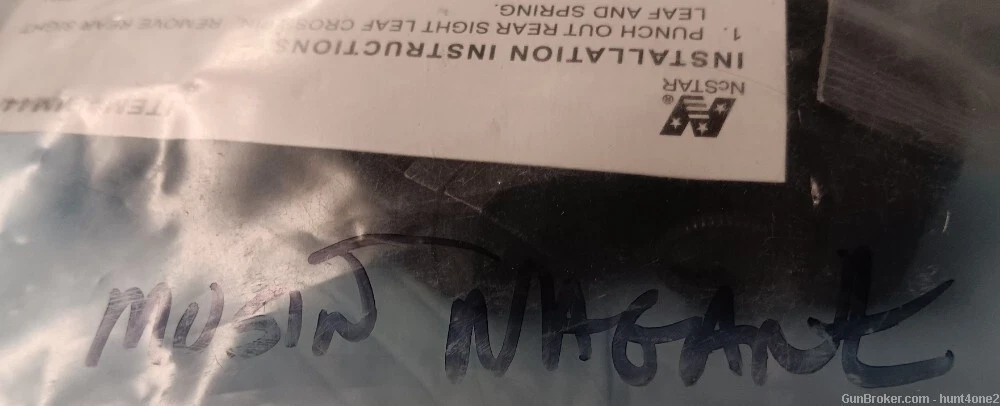 ITEM
NcSTAR®
INSTALLATION INSTRUCTIONS
1. PUNCH OUT REAR SIGHT LEAF REMOVE REAR SIGHT
LEAF AND SPRING.
MOSIN NAGANt
GunBroker.com - hunt4one2